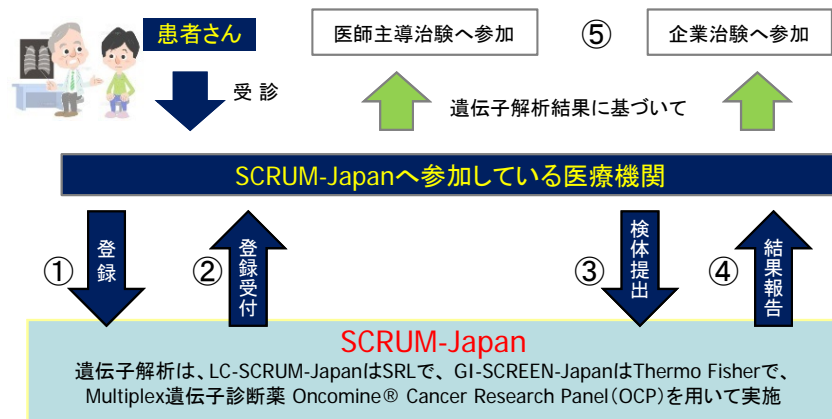 患者さん
医師主導治験へ参加
⑤
企業治験へ参加
受 診
遺伝子解析結果に基づいて
SCRUM-Japanへ参加している医療機関
①
登録
②
登録受付
③
検体提出
④
結果報告
SCRUM-Japan
遺伝子解析は、LC-SCRUM-JapanはSRLで、GI-SCREEN-JapanはThermo Fisherで、
Multiplex遺伝子診断薬 Oncomine® Cancer Research Panel(OCP)を用いて実施